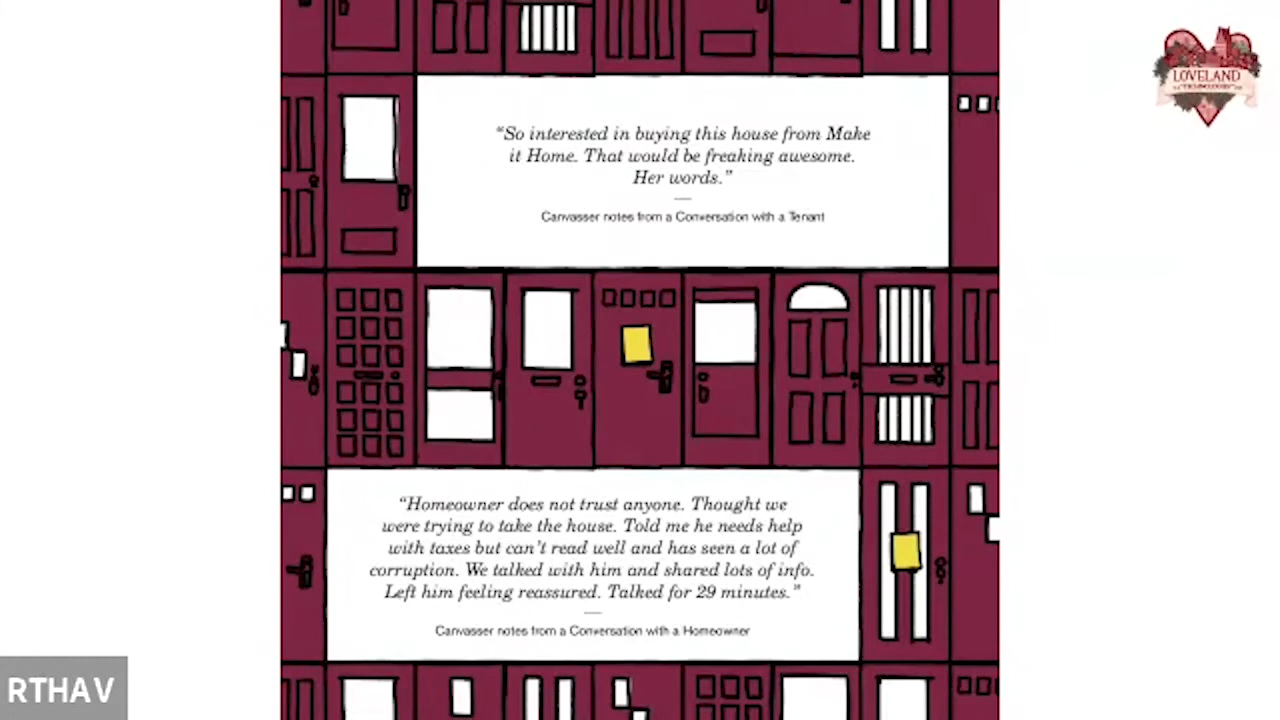 LOVELAND
"So interested in buying this house from Make
it Home. That would be freaking awesome.
Her words."
Canvasser notes from a Conversation with a Tenant
"Homeowner does not trust anyone. Thought we
were trying to take the house. Told me he needs help
with taxes but can't read well and has seen a lot of
corruption. We talked with him and shared lots of info.
Left him feeling reassured. Talked for 29 minutes."
Canvasser notes from a Conversation with a Homeowner
RTHAV